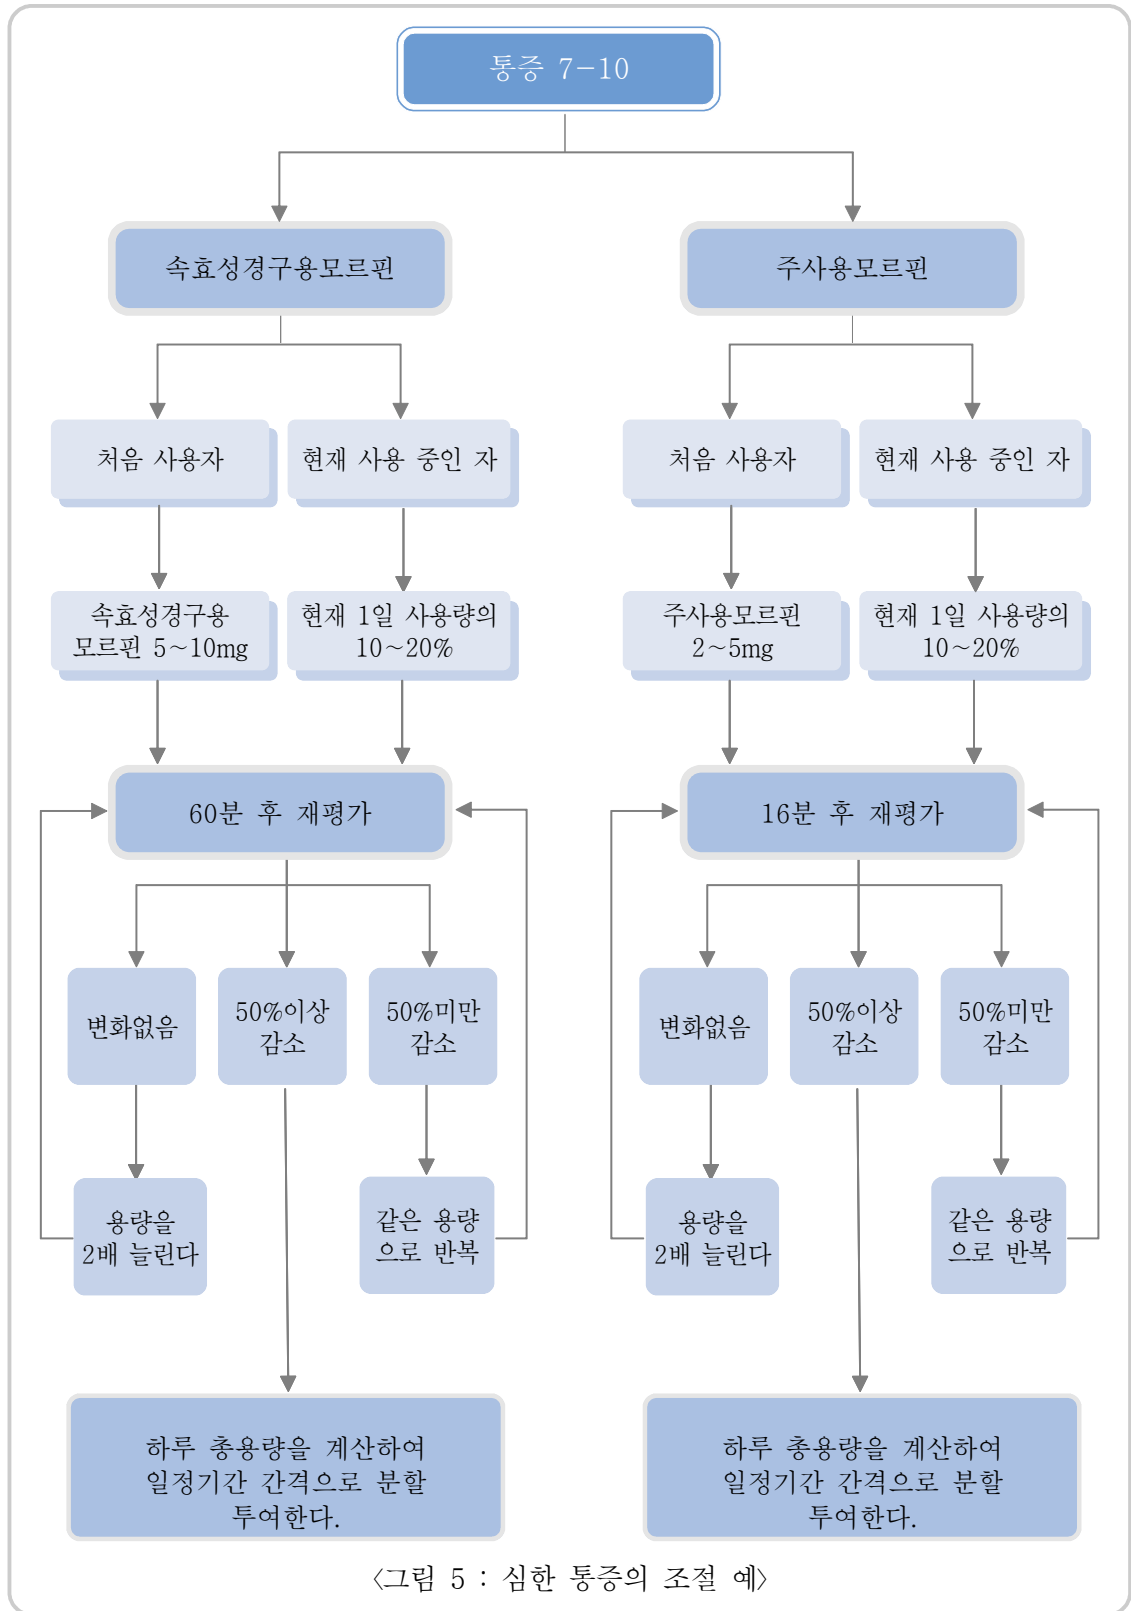 통증 7-10
속효성경구용모르핀
주사용모르핀
처음 사용자
현재 사용 중인 자
처음 사용자
현재 사용 중인 자
속효성경구용
모르핀 5~10mg
현재 1일 사용량의
10~20%
주사용모르핀
2~5mg
현재 1일 사용량의
10~20%
60분 후 재평가
16분 후 재평가
변화없음
50%이상
감소
50%미만
감소
변화없음
50%이상
감소
50%미만
감소
용량을
2배 늘린다
같은 용량
으로 반복
용량을
2배 늘린다
같은 용량
으로 반복
하루 총용량을 계산하여
일정기간 간격으로 분할
투여한다.
하루 총용량을 계산하여
일정기간 간격으로 분할
투여한다.
〈그림 5 : 심한 통증의 조절 예〉